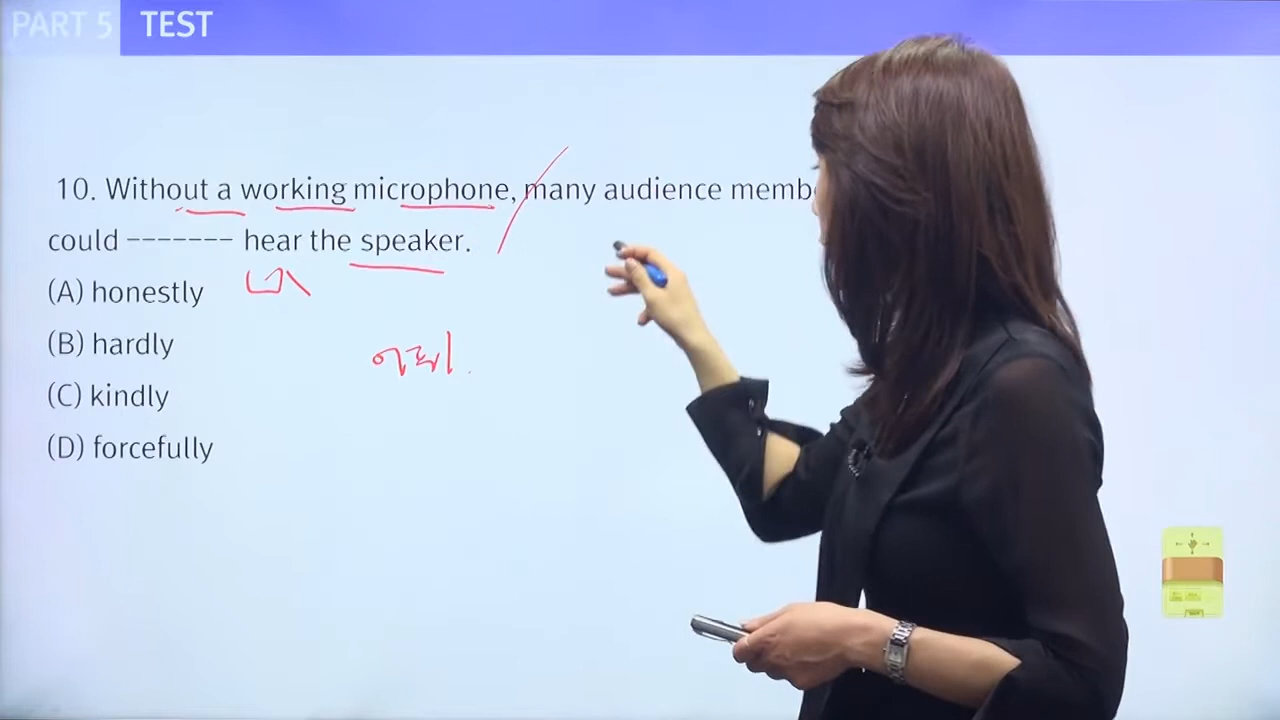 PART 5 TEST
10. Without a working microphone, many audience memb
could ------- hear the speaker.
(A) honestly
(B) hardly
(C) kindly
(D) forcefully
어휘.